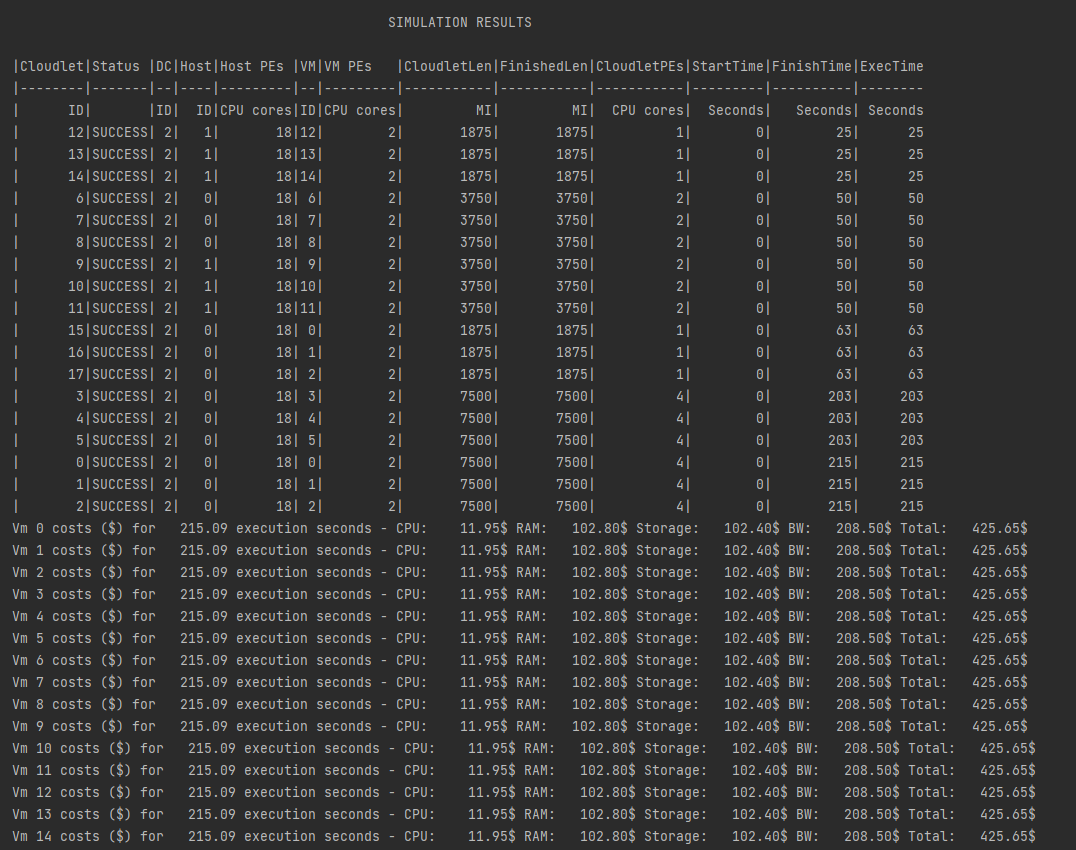 SIMULATION RESULTS
|Cloudlet|Status |DC|Host|Host PEs |VM|VM PEs   |CloudletLen|FinishedLen|CloudletPEs|StartTime|FinishTime|ExecTime
|--------|-------|--|----|---------|--|---------|-----------|-----------|-----------|---------|----------|--------
|      ID|       |ID|  ID|CPU cores|ID|CPU cores|         MI|         MI|  CPU cores|  Seconds|   Seconds| Seconds
|      12|SUCCESS| 2|   1|       18|12|        2|       1875|       1875|          1|        0|        25|      25
|      13|SUCCESS| 2|   1|       18|13|        2|       1875|       1875|          1|        0|        25|      25
|      14|SUCCESS| 2|   1|       18|14|        2|       1875|       1875|          1|        0|        25|      25
|       6|SUCCESS| 2|   0|       18| 6|        2|       3750|       3750|          2|        0|        50|      50
|       7|SUCCESS| 2|   0|       18| 7|        2|       3750|       3750|          2|        0|        50|      50
|       8|SUCCESS| 2|   0|       18| 8|        2|       3750|       3750|          2|        0|        50|      50
|       9|SUCCESS| 2|   1|       18| 9|        2|       3750|       3750|          2|        0|        50|      50
|      10|SUCCESS| 2|   1|       18|10|        2|       3750|       3750|          2|        0|        50|      50
|      11|SUCCESS| 2|   1|       18|11|        2|       3750|       3750|          2|        0|        50|      50
|      15|SUCCESS| 2|   0|       18| 0|        2|       1875|       1875|          1|        0|        63|      63
|      16|SUCCESS| 2|   0|       18| 1|        2|       1875|       1875|          1|        0|        63|      63
|      17|SUCCESS| 2|   0|       18| 2|        2|       1875|       1875|          1|        0|        63|      63
|       3|SUCCESS| 2|   0|       18| 3|        2|       7500|       7500|          4|        0|       203|     203
|       4|SUCCESS| 2|   0|       18| 4|        2|       7500|       7500|          4|        0|       203|     203
|       5|SUCCESS| 2|   0|       18| 5|        2|       7500|       7500|          4|        0|       203|     203
|       0|SUCCESS| 2|   0|       18| 0|        2|       7500|       7500|          4|        0|       215|     215
|       1|SUCCESS| 2|   0|       18| 1|        2|       7500|       7500|          4|        0|       215|     215
|       2|SUCCESS| 2|   0|       18| 2|        2|       7500|       7500|          4|        0|       215|     215
Vm 0 costs ($) for   215.09 execution seconds - CPU:    11.95$ RAM:   102.80$ Storage:   102.40$ BW:   208.50$ Total:   425.65$
Vm 1 costs ($) for   215.09 execution seconds - CPU:    11.95$ RAM:   102.80$ Storage:   102.40$ BW:   208.50$ Total:   425.65$
Vm 2 costs ($) for   215.09 execution seconds - CPU:    11.95$ RAM:   102.80$ Storage:   102.40$ BW:   208.50$ Total:   425.65$
Vm 3 costs ($) for   215.09 execution seconds - CPU:    11.95$ RAM:   102.80$ Storage:   102.40$ BW:   208.50$ Total:   425.65$
Vm 4 costs ($) for   215.09 execution seconds - CPU:    11.95$ RAM:   102.80$ Storage:   102.40$ BW:   208.50$ Total:   425.65$
Vm 5 costs ($) for   215.09 execution seconds - CPU:    11.95$ RAM:   102.80$ Storage:   102.40$ BW:   208.50$ Total:   425.65$
Vm 6 costs ($) for   215.09 execution seconds - CPU:    11.95$ RAM:   102.80$ Storage:   102.40$ BW:   208.50$ Total:   425.65$
Vm 7 costs ($) for   215.09 execution seconds - CPU:    11.95$ RAM:   102.80$ Storage:   102.40$ BW:   208.50$ Total:   425.65$
Vm 8 costs ($) for   215.09 execution seconds - CPU:    11.95$ RAM:   102.80$ Storage:   102.40$ BW:   208.50$ Total:   425.65$
Vm 9 costs ($) for   215.09 execution seconds - CPU:    11.95$ RAM:   102.80$ Storage:   102.40$ BW:   208.50$ Total:   425.65$
Vm 10 costs ($) for   215.09 execution seconds - CPU:    11.95$ RAM:   102.80$ Storage:   102.40$ BW:   208.50$ Total:   425.65$
Vm 11 costs ($) for   215.09 execution seconds - CPU:    11.95$ RAM:   102.80$ Storage:   102.40$ BW:   208.50$ Total:   425.65$
Vm 12 costs ($) for   215.09 execution seconds - CPU:    11.95$ RAM:   102.80$ Storage:   102.40$ BW:   208.50$ Total:   425.65$
Vm 13 costs ($) for   215.09 execution seconds - CPU:    11.95$ RAM:   102.80$ Storage:   102.40$ BW:   208.50$ Total:   425.65$
Vm 14 costs ($) for   215.09 execution seconds - CPU:    11.95$ RAM:   102.80$ Storage:   102.40$ BW:   208.50$ Total:   425.65$